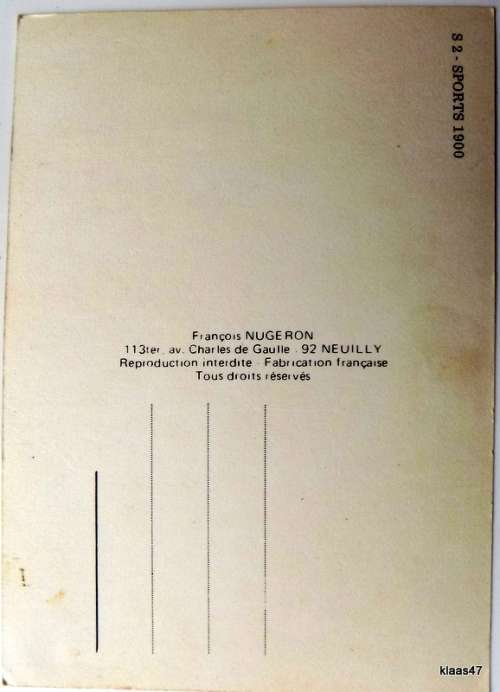 S 2 - SPORTS 1900
François NUGERON
113ter, av. Charles de Gaulle - 92 NEUILLY
Reproduction interdite - Fabrication française
Tous droits réservés
klaas47